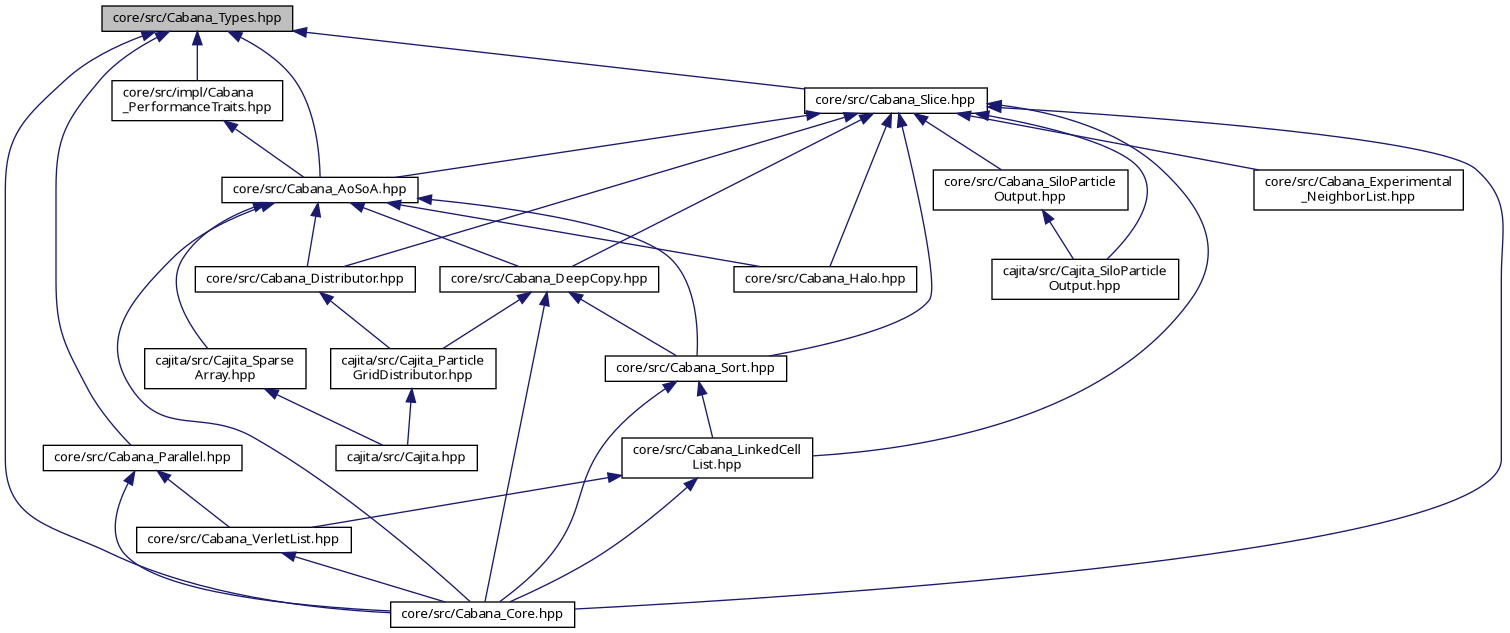 core/src/Cabana_Types.hpp
core/src/impl/Cabana
_PerformanceTraits.hpp
core/src/Cabana_Slice.hpp
core/src/Cabana_AoSoA.hpp
core/src/Cabana_SiloParticle
Output.hpp
core/src/Cabana_Experimental
_NeighborList.hpp
core/src/Cabana_Distributor.hpp
core/src/Cabana_DeepCopy.hpp
core/src/Cabana_Halo.hpp
cajita/src/Cajita_SiloParticle
Output.hpp
cajita/src/Cajita_Sparse
Array.hpp
cajita/src/Cajita_Particle
GridDistributor.hpp
core/src/Cabana_Sort.hpp
core/src/Cabana_Parallel.hpp
cajita/src/Cajita.hpp
core/src/Cabana_LinkedCell
List.hpp
core/src/Cabana_VerletList.hpp
core/src/Cabana_Core.hpp